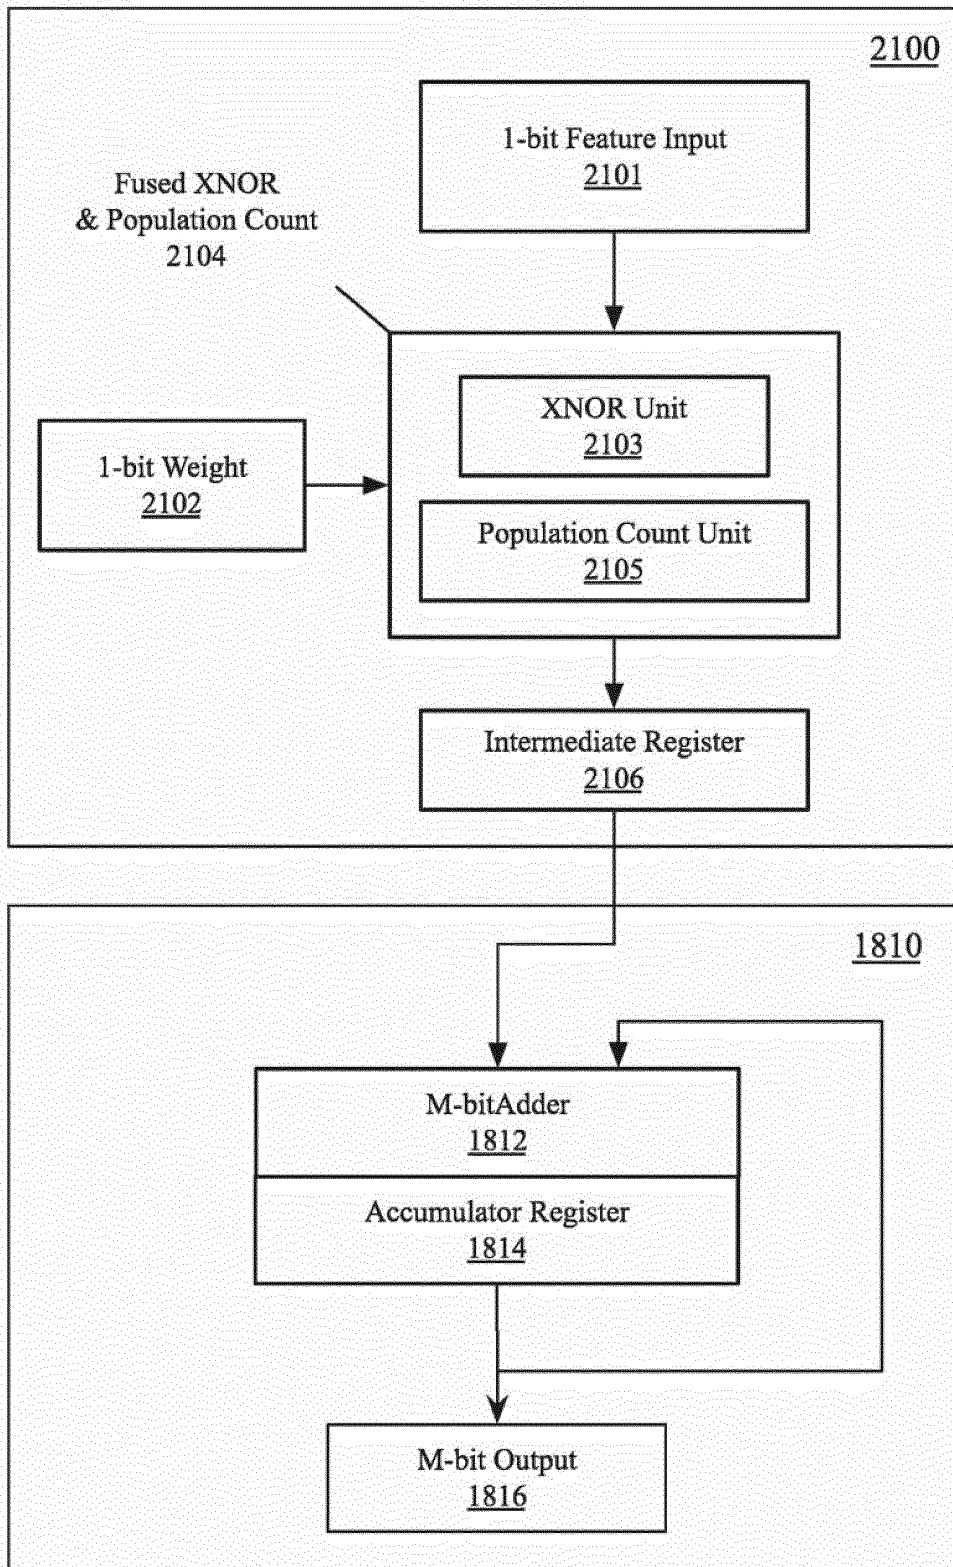 2100
1-bit Feature Input
2101
Fused XNOR
& Population Count
2104
XNOR Unit
2103
1-bit Weight
2102
Population Count Unit
2105
Intermediate Register
2106
1810
M-bitAdder
1812
Accumulator Register
1814
M-bit Output
1816